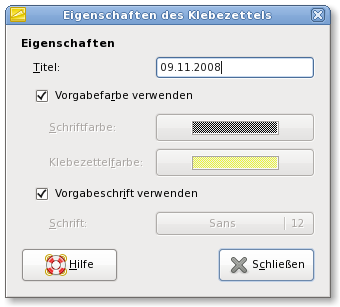 Eigenschaften des Klebezettels
Eigenschaften
Titel: 09.11.2008
Vorgabefarbe verwenden
Schriftfarbe:
Klebezettelfarbe:
Vorgabeschrift verwenden
Schrift: Sans 12
Hilfe Schließen